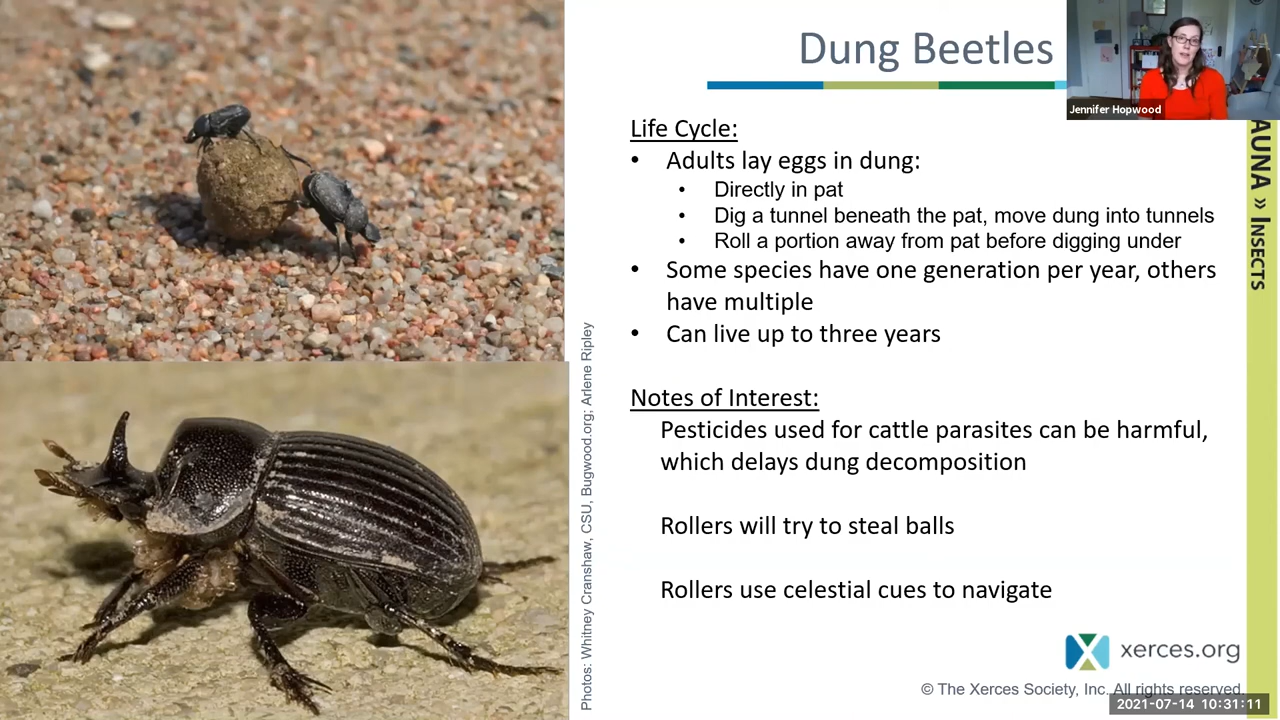 Dung Beetles
Jennifer Hopwood
Life Cycle:
• Adults lay eggs in dung:
• Directly in pat
• Dig a tunnel beneath the pat, move dung into tunnels
• Roll a portion away from pat before digging under
• Some species have one generation per year, others
have multiple
• Can live up to three years
Notes of Interest:
Pesticides used for cattle parasites can be harmful,
which delays dung decomposition
Rollers will try to steal balls
Rollers use celestial cues to navigate
Photos: Whitney Cranshaw, CSU, Bugwood.org; Arlene Ripley
AUNA » INSECTS
xerces.org
© The Xerces Society, Inc. All rights reserved.
2021-07-14 10:31:11